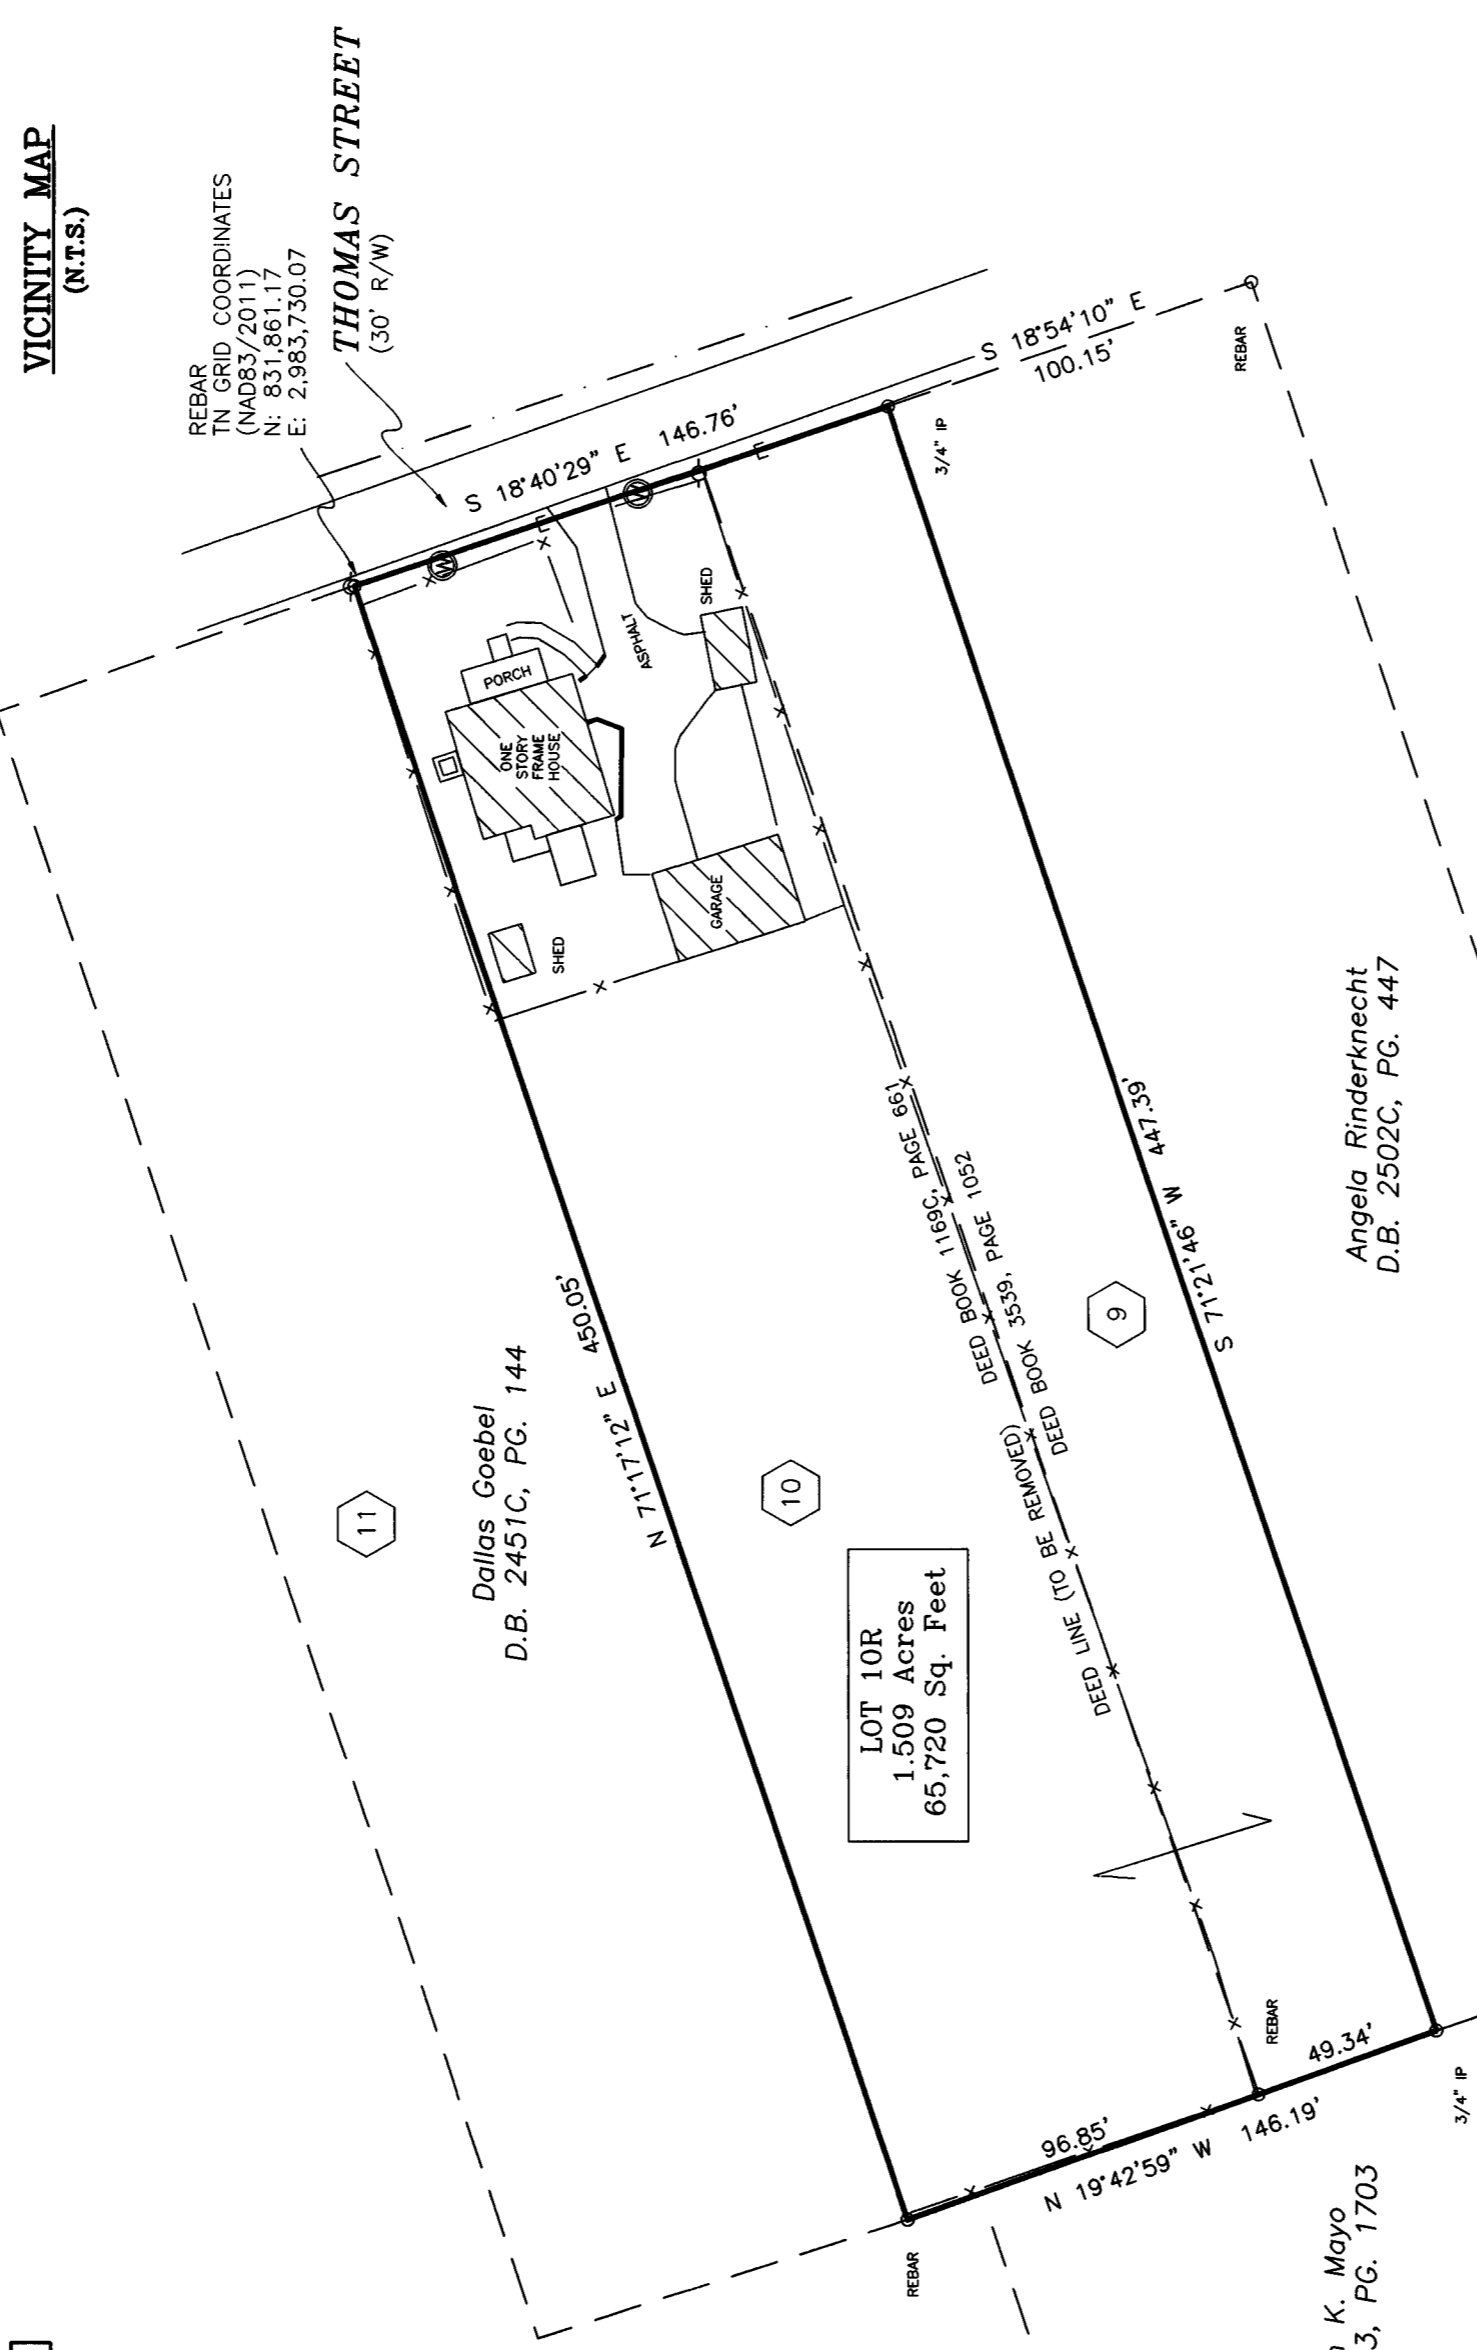 VICINITY MAP
(N.T.S.)
REBAR
TN GRID COORDINATES
(NAD83/2011)
N: 831,861.17
E: 2,983,730.07
THOMAS STREET
(30' R/W)
S 18°40'29" E 146.76'
S 18°54'10" E
100.15'
REBAR
3/4" IP
W
W
E
E
PORCH
ONE
STORY
FRAME
HOUSE
ASPHALT
SHED
GARAGE
SHED
11
Dallas Goebel
D.B. 2451C, PG. 144
N 71°17'12" E 450.05'
10
LOT 10R
1.509 Acres
65,720 Sq. Feet
DEED LINE (TO BE REMOVED)
DEED BOOK 1169C, PAGE 661
DEED BOOK 3539, PAGE 1052
9
S 71°21'46" W 447.39'
Angela Rinderknecht
D.B. 2502C, PG. 447
REBAR
96.85'
N 19°42'59" W 146.19'
REBAR
49.34'
3/4" IP
K. Mayo
3, PG. 1703